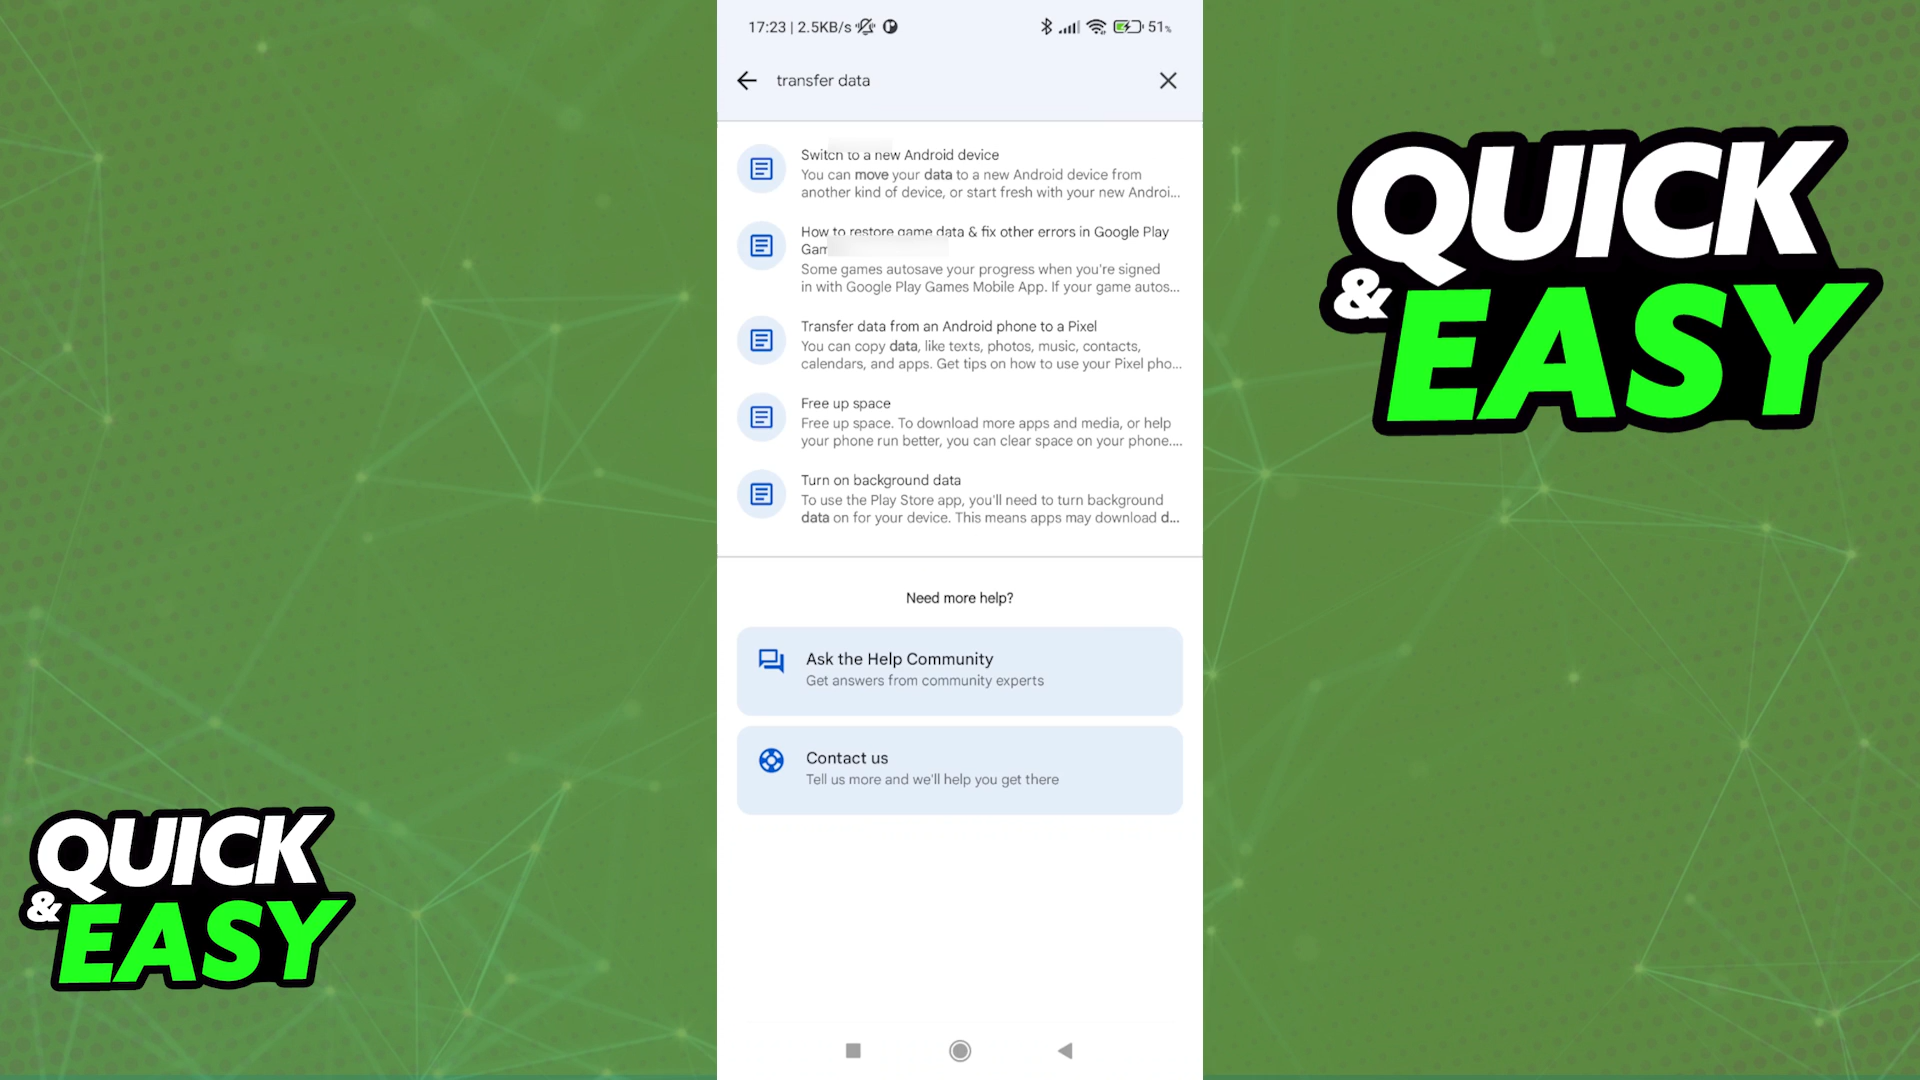 17:23 | 2.5KB/s
51%
transfer data
Switch to a new Android device
You can move your data to a new Android device from
another kind of device, or start fresh with your new Androi...
How to restore game data & fix other errors in Google Play
Gam
Some games autosave your progress when you're signed
in with Google Play Games Mobile App. If your game autos...
Transfer data from an Android phone to a Pixel
You can copy data, like texts, photos, music, contacts,
calendars, and apps. Get tips on how to use your Pixel pho...
Free up space
Free up space. To download more apps and media, or help
your phone run better, you can clear space on your phone....
Turn on background data
To use the Play Store app, you'll need to turn background
data on for your device. This means apps may download d...
Need more help?
Ask the Help Community
Get answers from community experts
Contact us
Tell us more and we'll help you get there
QUICK
& EASY
QUICK
& EASY